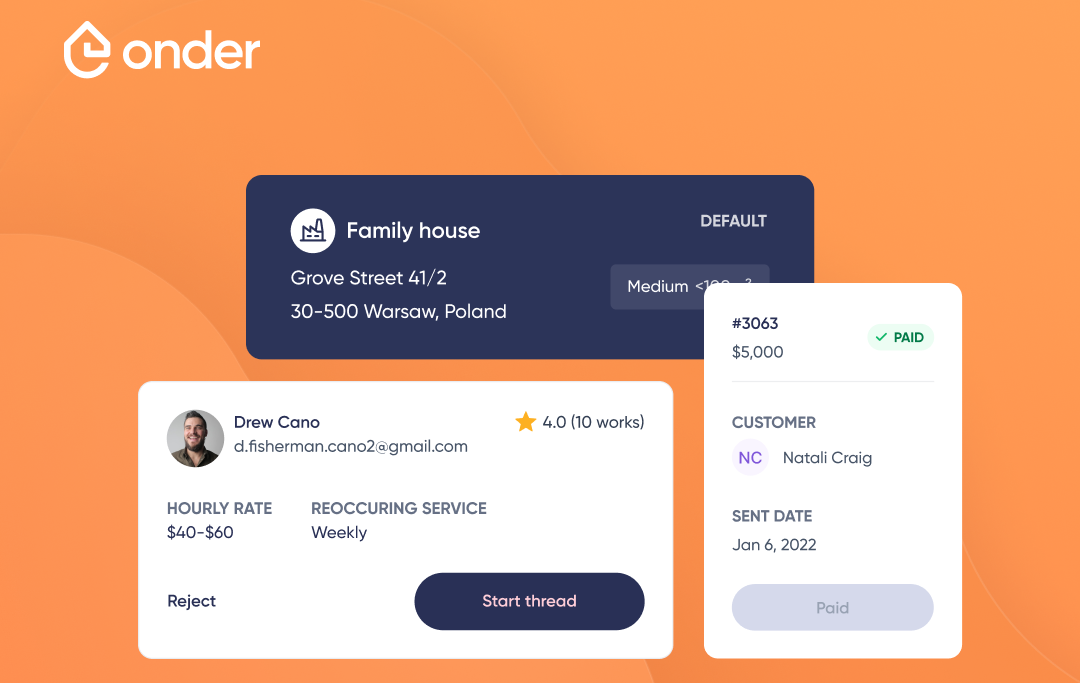 onder
Family house
DEFAULT
Grove Street 41/2
30-500 Warsaw, Poland
Medium
#3063
$5,000
PAID
CUSTOMER
NC Natali Craig
SENT DATE
Jan 6, 2022
Paid
Drew Cano
d.fisherman.cano2@gmail.com
4.0 (10 works)
HOURLY RATE
$40-$60
REOCCURING SERVICE
Weekly
Reject
Start thread